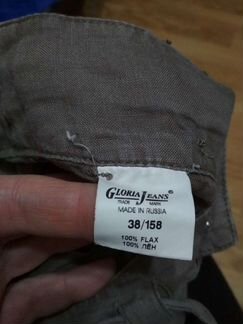 GLORIA JEANS®
TRADE MARK
MADE IN RUSSIA
38/158
100% FLAX
100% ЛЁН